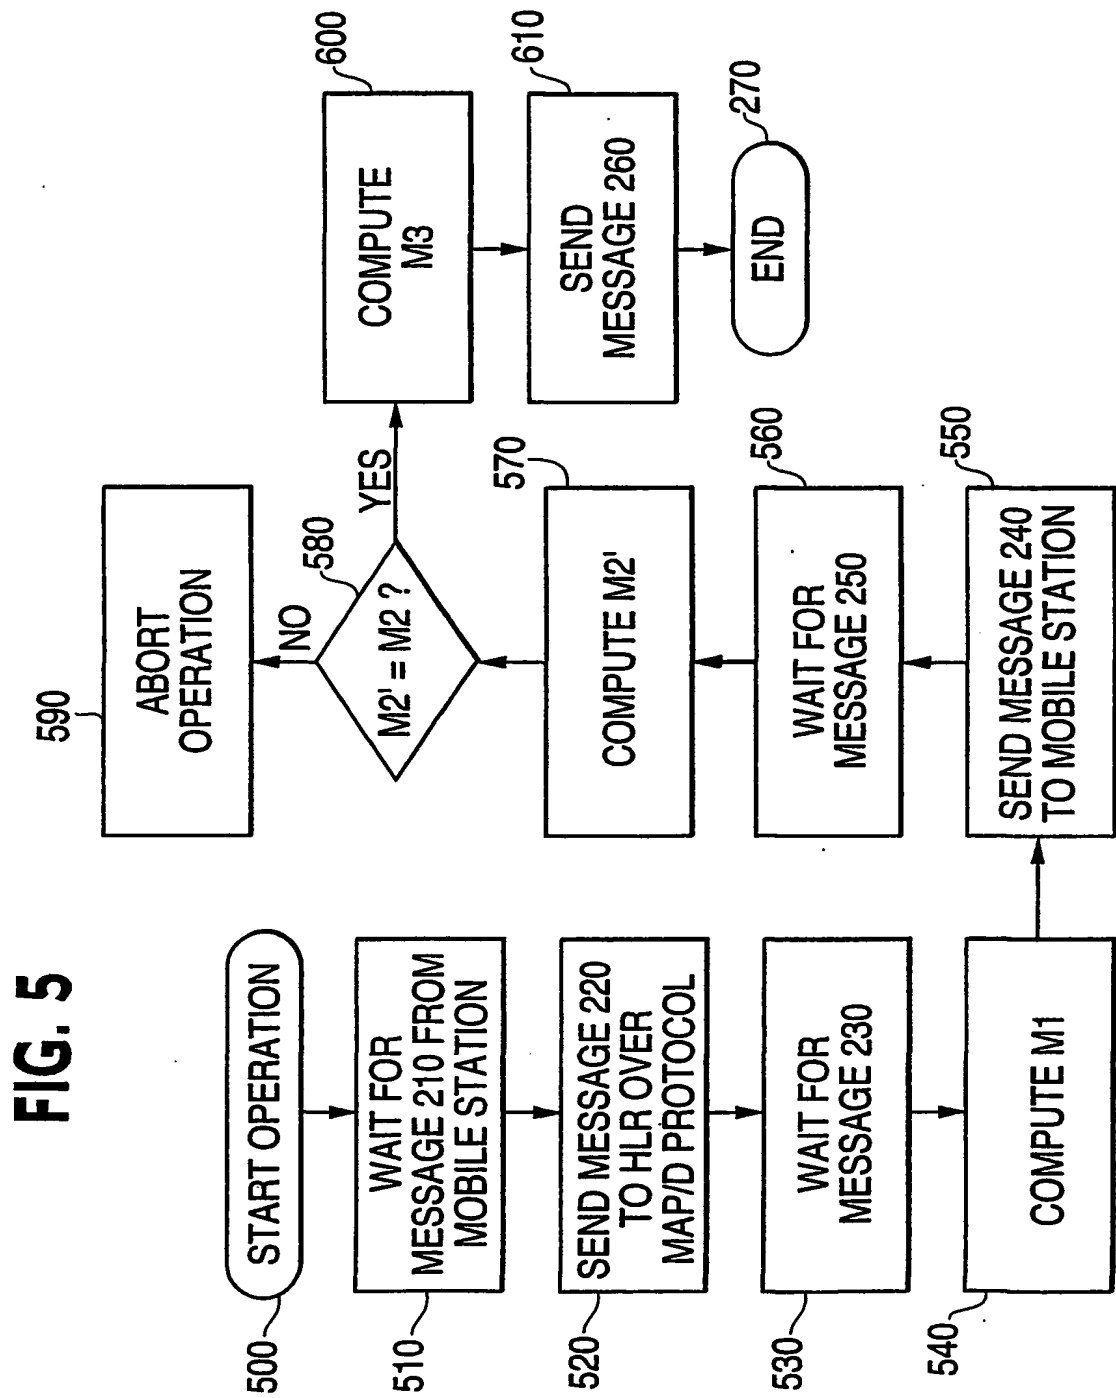 FIG. 5
500
START OPERATION
510
WAIT FOR
MESSAGE 210 FROM
MOBILE STATION
520
SEND MESSAGE 220
TO HLR OVER
MAP/D PROTOCOL
530
WAIT FOR
MESSAGE 230
540
COMPUTE M1
550
SEND MESSAGE 240
TO MOBILE STATION
560
WAIT FOR
MESSAGE 250
570
COMPUTE M2'
580
M2' = M2 ?
NO
YES
590
ABORT
OPERATION
600
COMPUTE
M3
610
SEND
MESSAGE 260
270
END